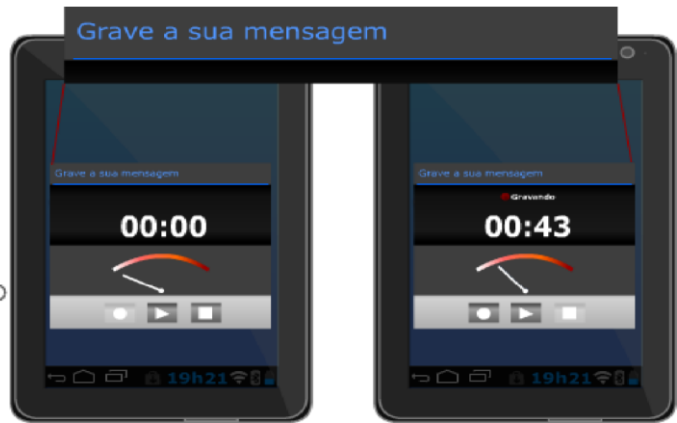 Grave a sua mensagem
Grave a sua mensagem
00:00
19h21
Grave a sua mensagem
Gravando
00:43
19h21